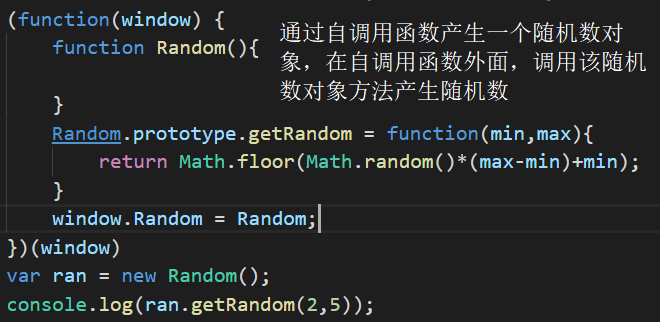 (function(window) {
function Random(){
通过自调用函数产生一个随机数对
象，在自调用函数外面，调用该随机
数对象方法产生随机数
}
Random.prototype.getRandom = function(min,max){
return Math.floor(Math.random()*(max-min)+min);
}
window.Random = Random;
})(window)
var ran = new Random();
console.log(ran.getRandom(2,5));